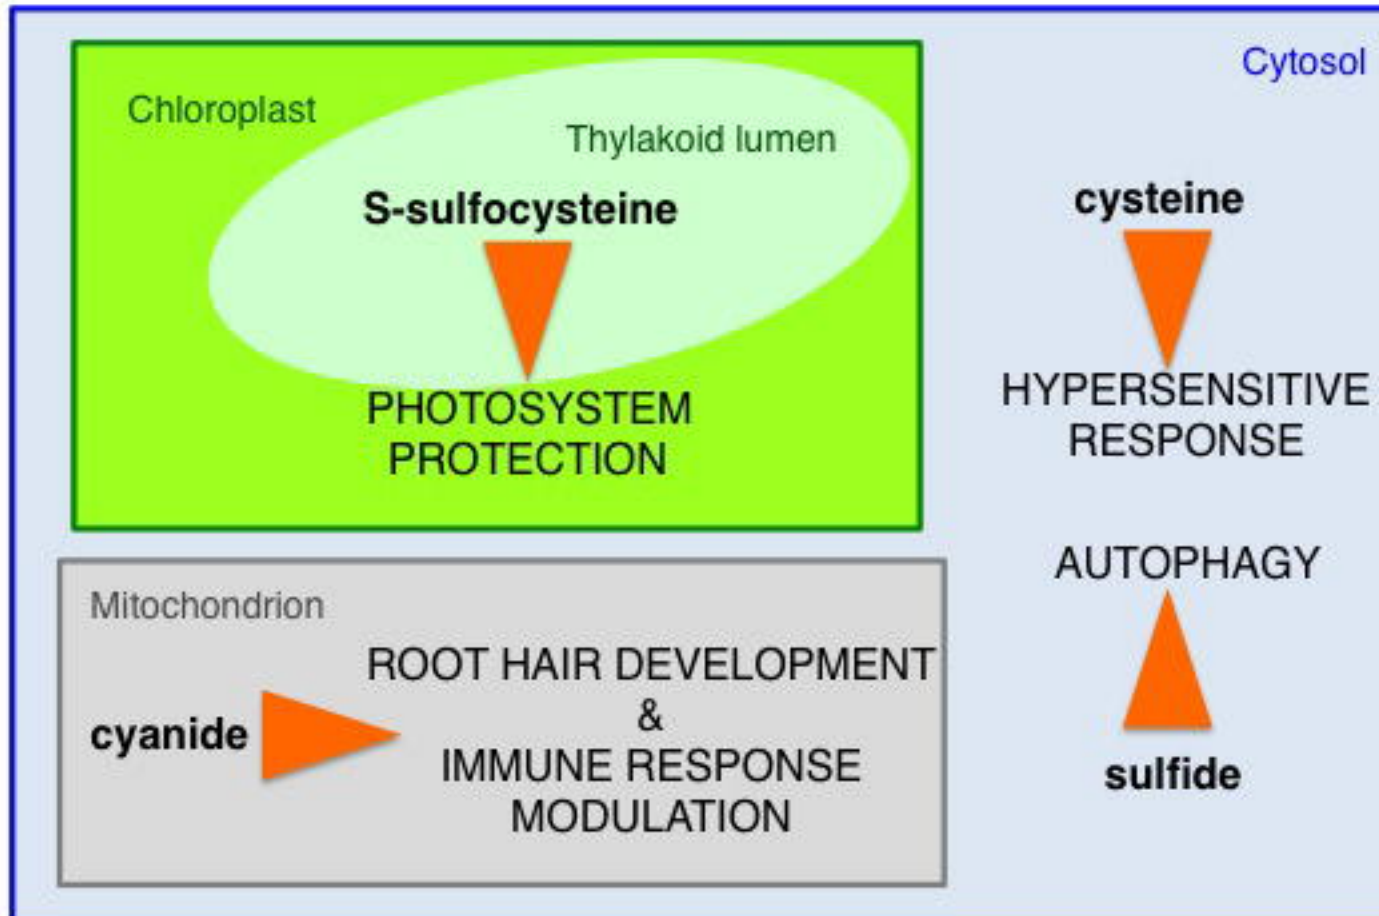 Cytosol
Chloroplast
Thylakoid lumen
S-sulfocysteine
PHOTOSYSTEM
PROTECTION
cysteine
HYPERSENSITIVE
RESPONSE
AUTOPHAGY
sulfide
Mitochondrion
cyanide
ROOT HAIR DEVELOPMENT
&
IMMUNE RESPONSE
MODULATION